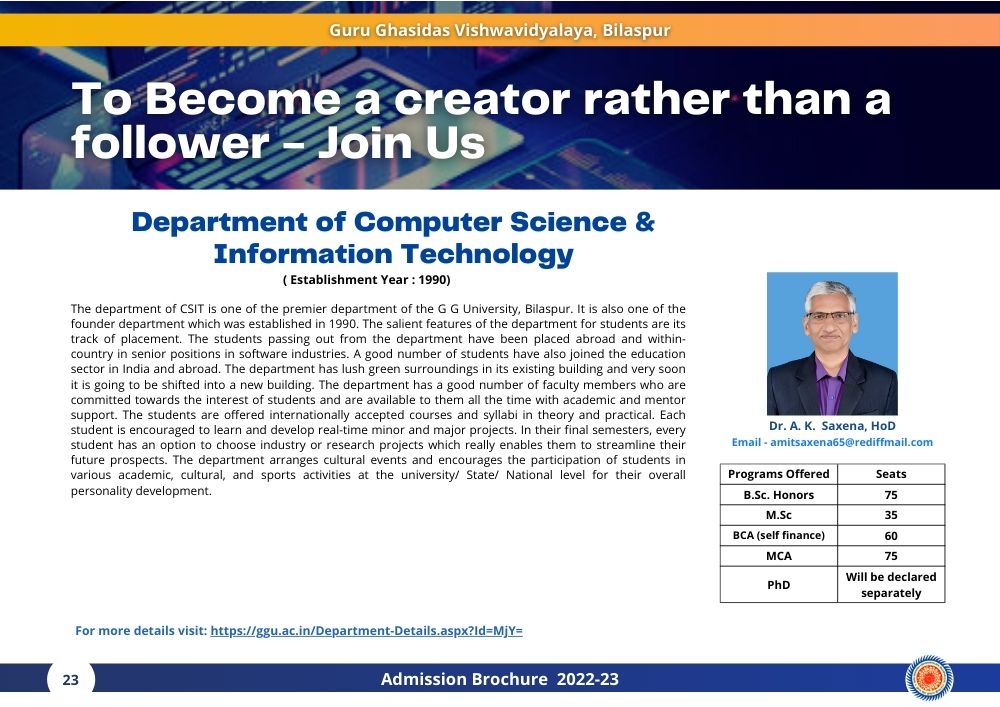 Guru Ghasidas Vishwavidyalaya, Bilaspur
To Become a creator rather than a
follower – Join Us
Department of Computer Science &
Information Technology
( Establishment Year : 1990)
The department of CSIT is one of the premier department of the G G University, Bilaspur. It is also one of the
founder department which was established in 1990. The salient features of the department for students are its
track of placement. The students passing out from the department have been placed abroad and within-
country in senior positions in software industries. A good number of students have also joined the education
sector in India and abroad. The department has lush green surroundings in its existing building and very soon
it is going to be shifted into a new building. The department has a good number of faculty members who are
committed towards the interest of students and are available to them all the time with academic and mentor
support. The students are offered internationally accepted courses and syllabi in theory and practical. Each
student is encouraged to learn and develop real-time minor and major projects. In their final semesters, every
student has an option to choose industry or research projects which really enables them to streamline their
future prospects. The department arranges cultural events and encourages the participation of students in
various academic, cultural, and sports activities at the university/ State/ National level for their overall
personality development.
Dr. A. K. Saxena, HoD
Email - amitsaxena65@rediffmail.com
Programs Offered Seats
B.Sc. Honors 75
M.Sc 35
BCA (self finance) 60
MCA 75
PhD Will be declared
separately
For more details visit: https://ggu.ac.in/Department-Details.aspx?Id=MjY=
23
Admission Brochure 2022-23